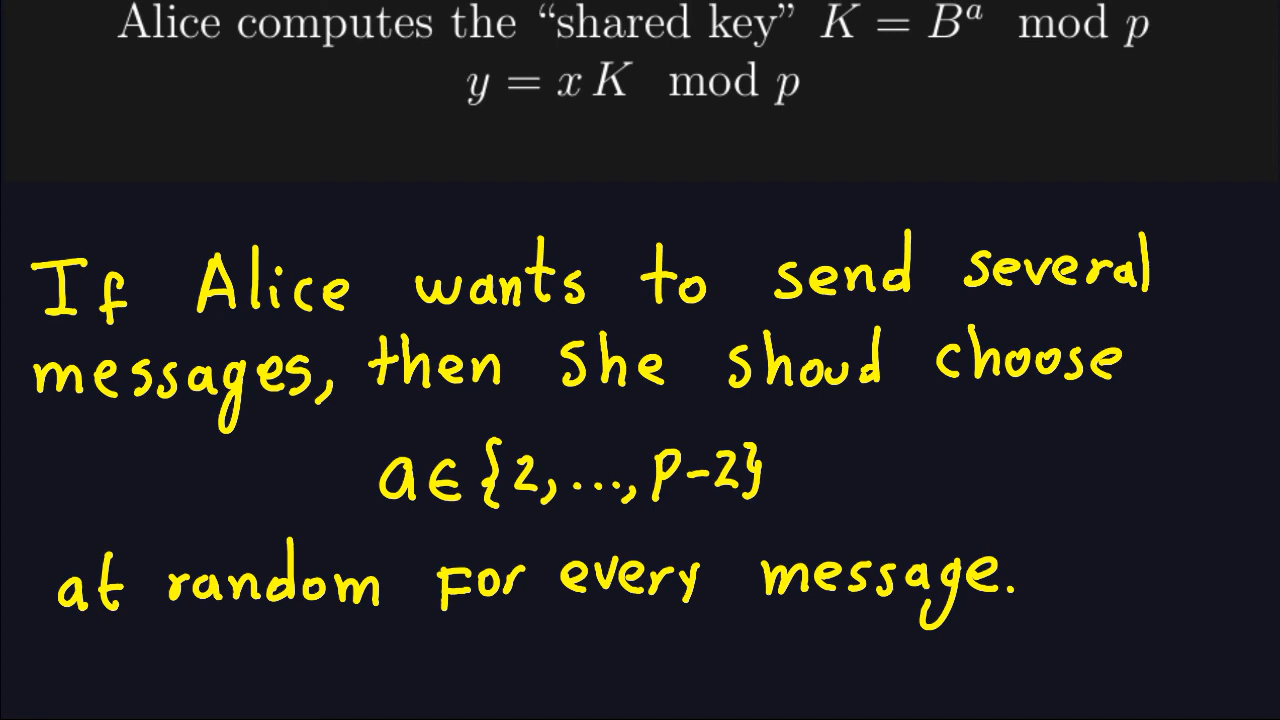 Alice computes the “shared key” K = Bᵃ mod p
y = x K mod p
If Alice wants to send several
messages, then she shoud choose
a∈{2,...,p-2}
at random for every message.